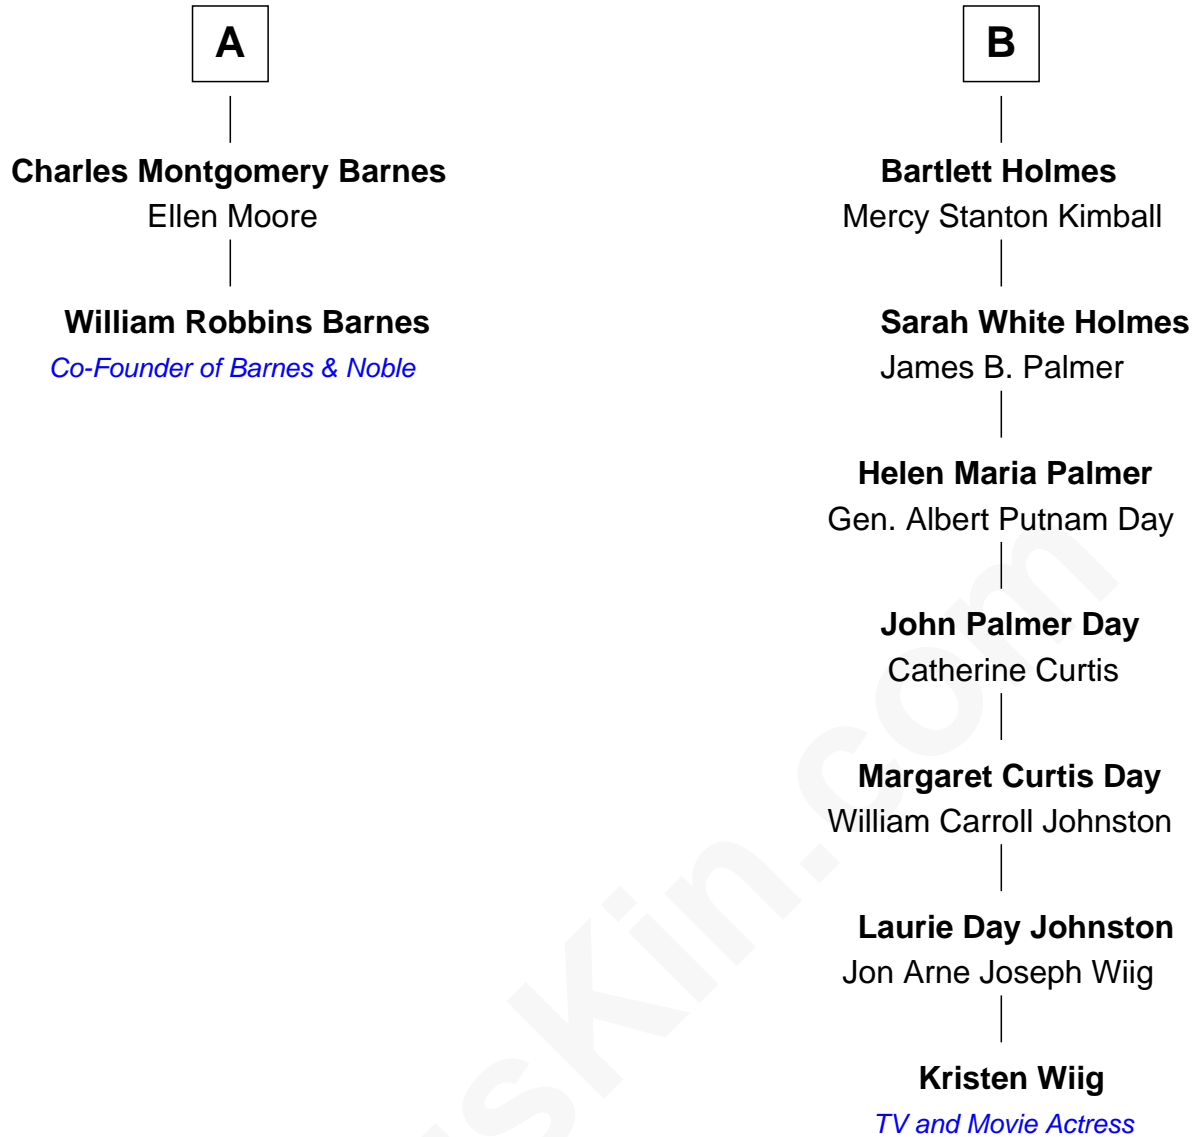 A
Charles Montgomery Barnes
Ellen Moore
William Robbins Barnes
Co-Founder of Barnes & Noble
B
Bartlett Holmes
Mercy Stanton Kimball
Sarah White Holmes
James B. Palmer
Helen Maria Palmer
Gen. Albert Putnam Day
John Palmer Day
Catherine Curtis
Margaret Curtis Day
William Carroll Johnston
Laurie Day Johnston
Jon Arne Joseph Wiig
Kristen Wiig
TV and Movie Actress
sKin.com